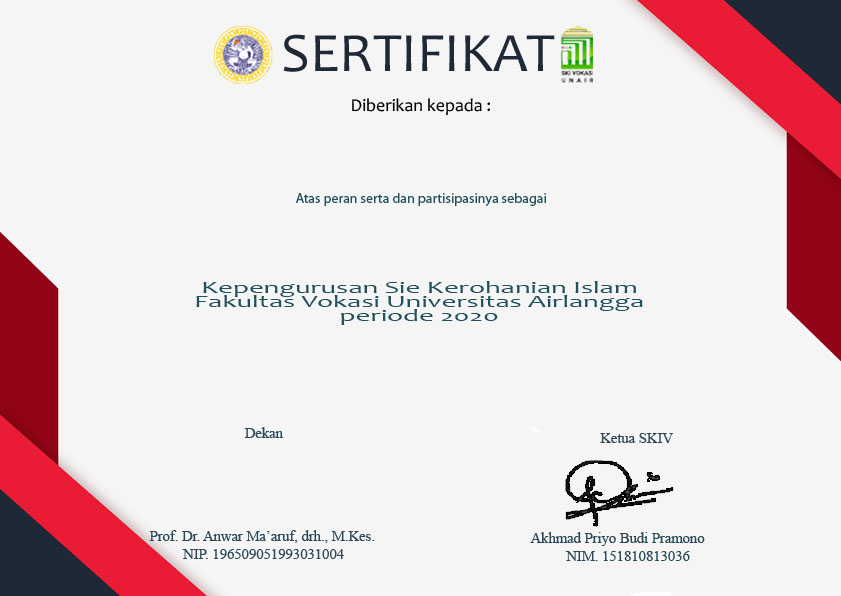 SERTIFIKAT
SKI VOKASI
UNAIR
Diberikan kepada :
Atas peran serta dan partisipasinya sebagai
Kepengurusan Sie Kerohanian Islam
Fakultas Vokasi Universitas Airlangga
periode 2020
Dekan
Ketua SKIV
Prof. Dr. Anwar Ma'aruf, drh., M.Kes.
NIP. 196509051993031004
Akhmad Priyo Budi Pramono
NIM. 151810813036